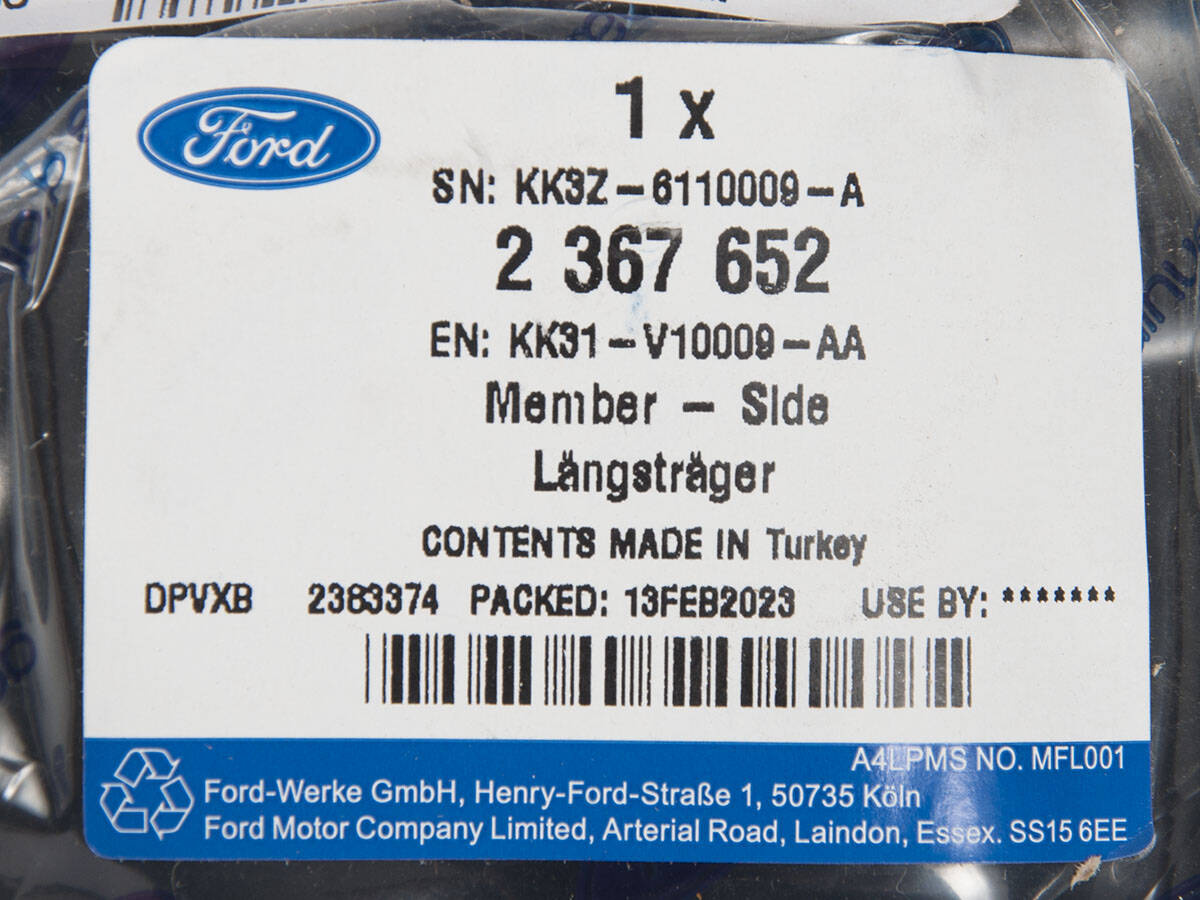 Ford
1 x
SN: KK3Z-6110009-A
2 367 652
EN: KK31-V10009-AA
Member - Side
Längsträger
CONTENTS MADE IN Turkey
DPVXB 2383374 PACKED: 13FEB2023 USE BY: *******
A4LPMS NO. MFL001
Ford-Werke GmbH, Henry-Ford-Straße 1, 50735 Köln
Ford Motor Company Limited, Arterial Road, Laindon, Essex. SS15 6EE